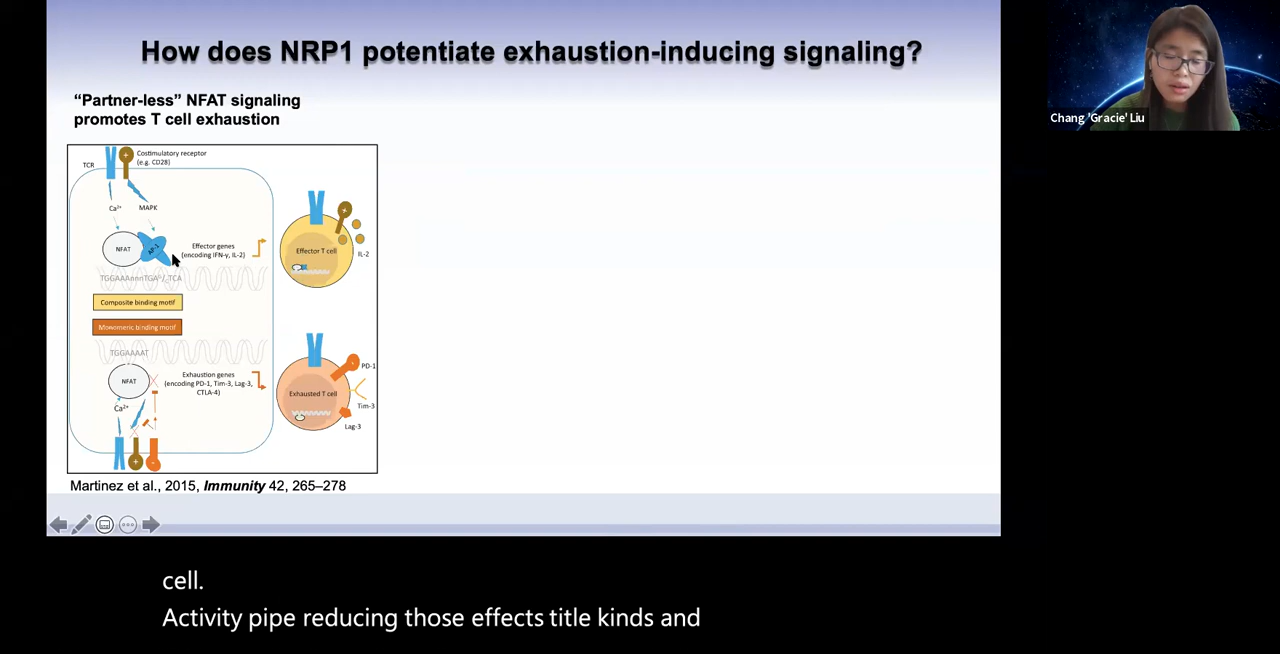 How does NRP1 potentiate exhaustion-inducing signaling?
“Partner-less” NFAT signaling
promotes T cell exhaustion
Costimulatory receptor
(e.g. CD28)
TCR
Ca²⁺
MAPK
NFAT
AP-1
Effector genes
(encoding IFN-γ, IL-2)
Effector T cell
IL-2
Composite binding motif
Monomeric binding motif
TGGAAAAT
NFAT
Exhaustion genes
(encoding PD-1, Tim-3, Lag-3,
CTLA-4)
Ca²⁺
Exhausted T cell
PD-1
Tim-3
Lag-3
Martinez et al., 2015, Immunity 42, 265–278
Chang 'Gracie' Liu
cell.
Activity pipe reducing those effects title kinds and